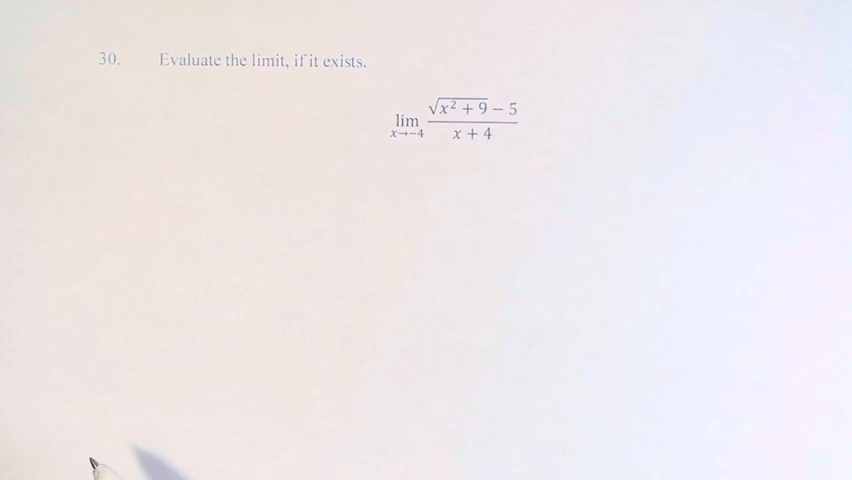 30. Evaluate the limit, if it exists.
lim x→−4 (√(x² + 9) − 5)/(x + 4)